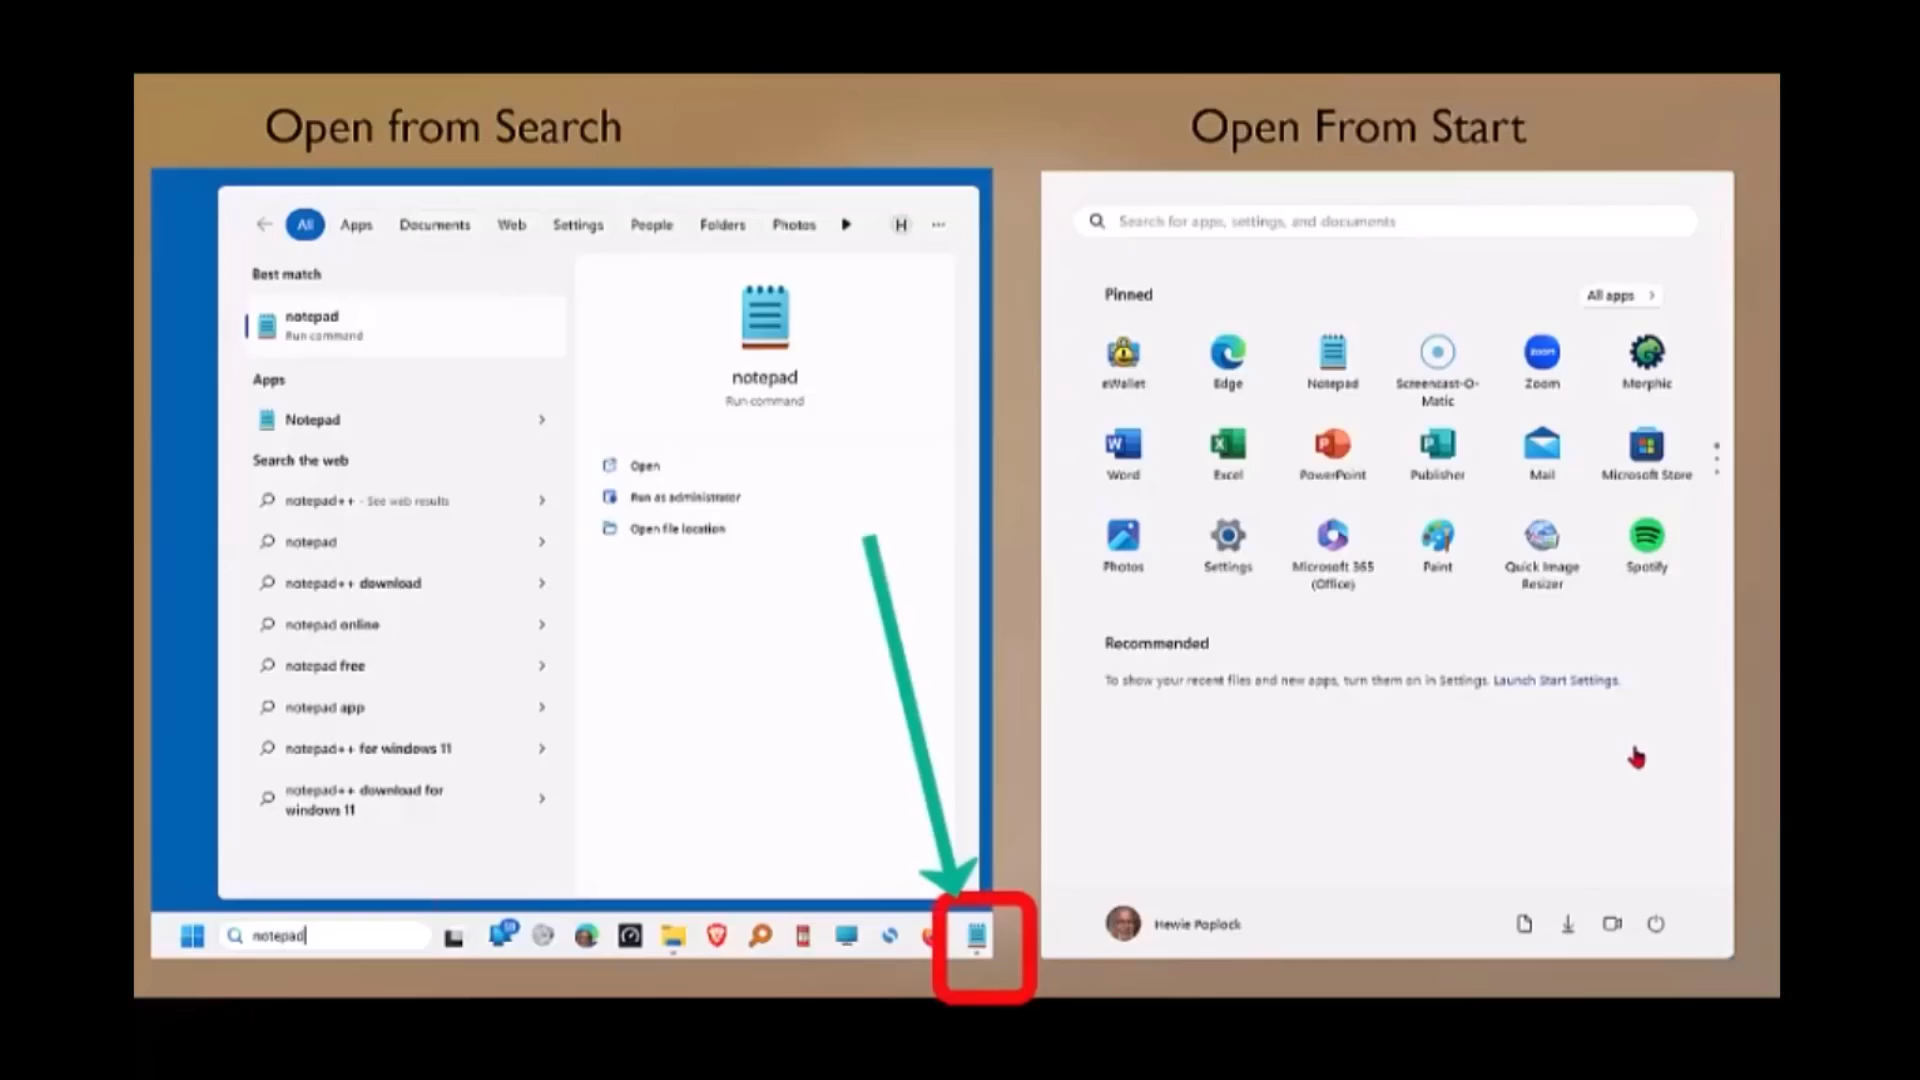 Open from Search
All Apps Documents Web Settings People Folders Photos H ...
Best match
notepad
Run command
Apps
Notepad
Search the web
notepad++ - See web results
notepad
notepad++ download
notepad online
notepad free
notepad app
notepad++ for windows 11
notepad++ download for
windows 11
notepad
Run command
Open
Run as administrator
Open file location
notepad
Open From Start
Search for apps, settings, and documents
Pinned
All apps
eWallet
Edge
Notepad
Screencast-O-
Matic
zoom
Zoom
Morphic
Word
Excel
PowerPoint
Publisher
Mail
Microsoft Store
Photos
Settings
Microsoft 365
(Office)
Paint
Quick Image
Resizer
Spotify
Recommended
To show your recent files and new apps, turn them on in Settings. Launch Start Settings.
Hewie Poplock